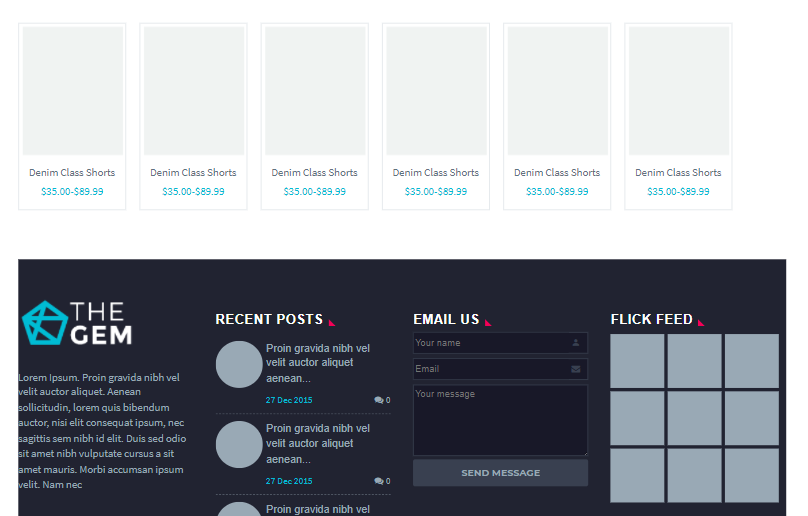 Denim Class Shorts
$35.00-$89.99
Denim Class Shorts
$35.00-$89.99
Denim Class Shorts
$35.00-$89.99
Denim Class Shorts
$35.00-$89.99
Denim Class Shorts
$35.00-$89.99
Denim Class Shorts
$35.00-$89.99
THE
GEM
Lorem Ipsum. Proin gravida nibh vel
velit auctor aliquet. Aenean
sollicitudin, lorem quis bibendum
auctor, nisi elit consequat ipsum, nec
sagittis sem nibh id elit. Duis sed odio
sit amet nibh vulputate cursus a sit
amet mauris. Morbi accumsan ipsum
velit. Nam nec
RECENT POSTS
Proin gravida nibh vel
velit auctor aliquet
aenean...
27 Dec 2015 0
Proin gravida nibh vel
velit auctor aliquet
aenean...
27 Dec 2015 0
Proin gravida nibh vel
EMAIL US
Your name
Email
Your message
SEND MESSAGE
FLICK FEED